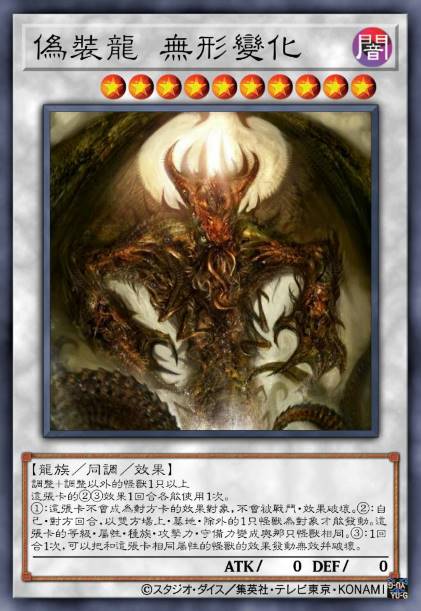 偽裝龍 無形變化
闇
【龍族/同調/效果】
調整+調整以外的怪獸1只以上
這張卡的②③效果1回合各能使用1次。
①:這張卡不會成為對方卡的效果對象,不會被戰鬥·效果破壞。②:自
己·對方回合,以雙方場上·墓地·除外的1只怪獸為對象才能發動。這
張卡的等級·屬性·種族·攻擊力·守備力變成與那只怪獸相同。③:1回
合1次,可以把和這張卡相同屬性的怪獸的效果發動無效并破壞。
ATK/ 0 DEF/ 0
©スタジオ・ダイス/集英社・テレビ東京・KONAMI